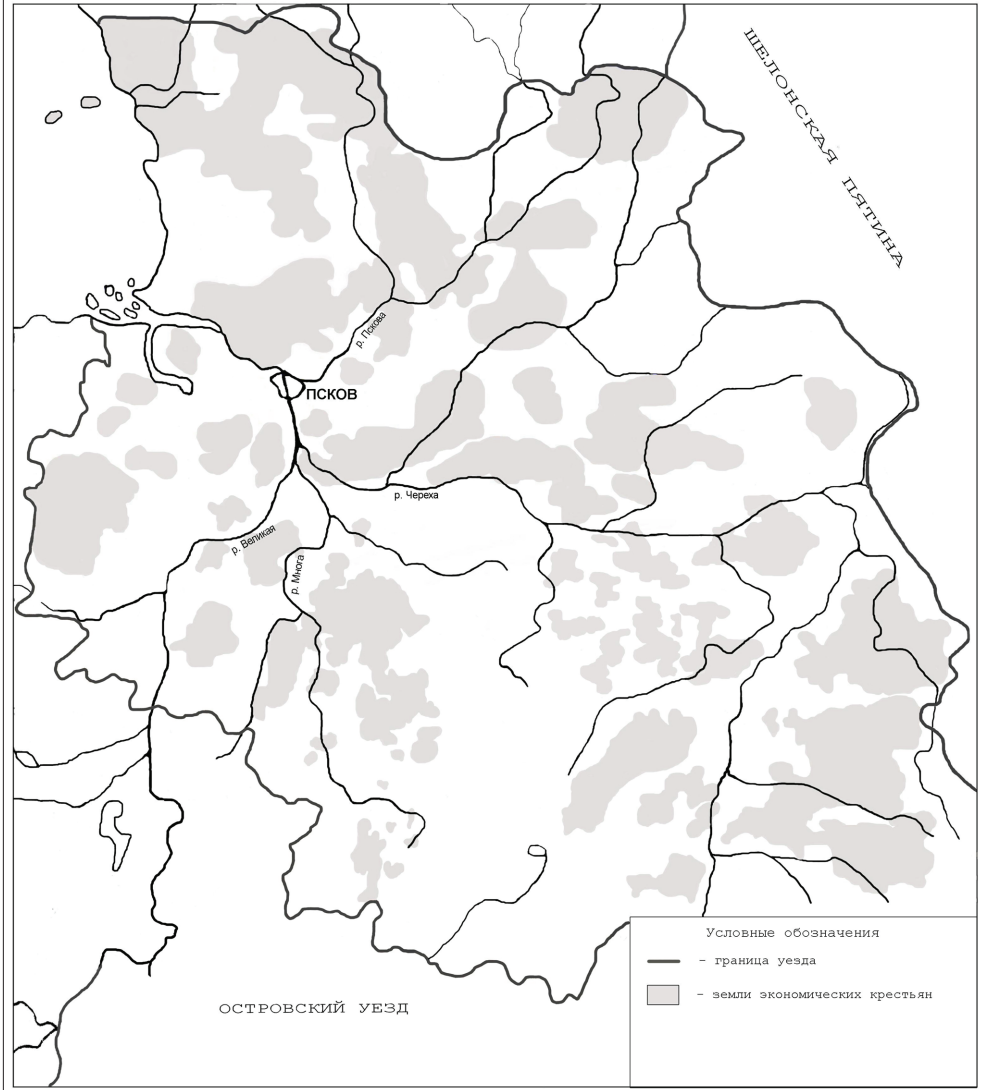 ШЕЛОНСКАЯ ПЯТИНА
р. Пскова
ПСКОВ
р. Череха
р. Великая
р. Многа
Условные обозначения
- граница уезда
- земли экономических крестьян
ОСТРОВСКИЙ УЕЗД